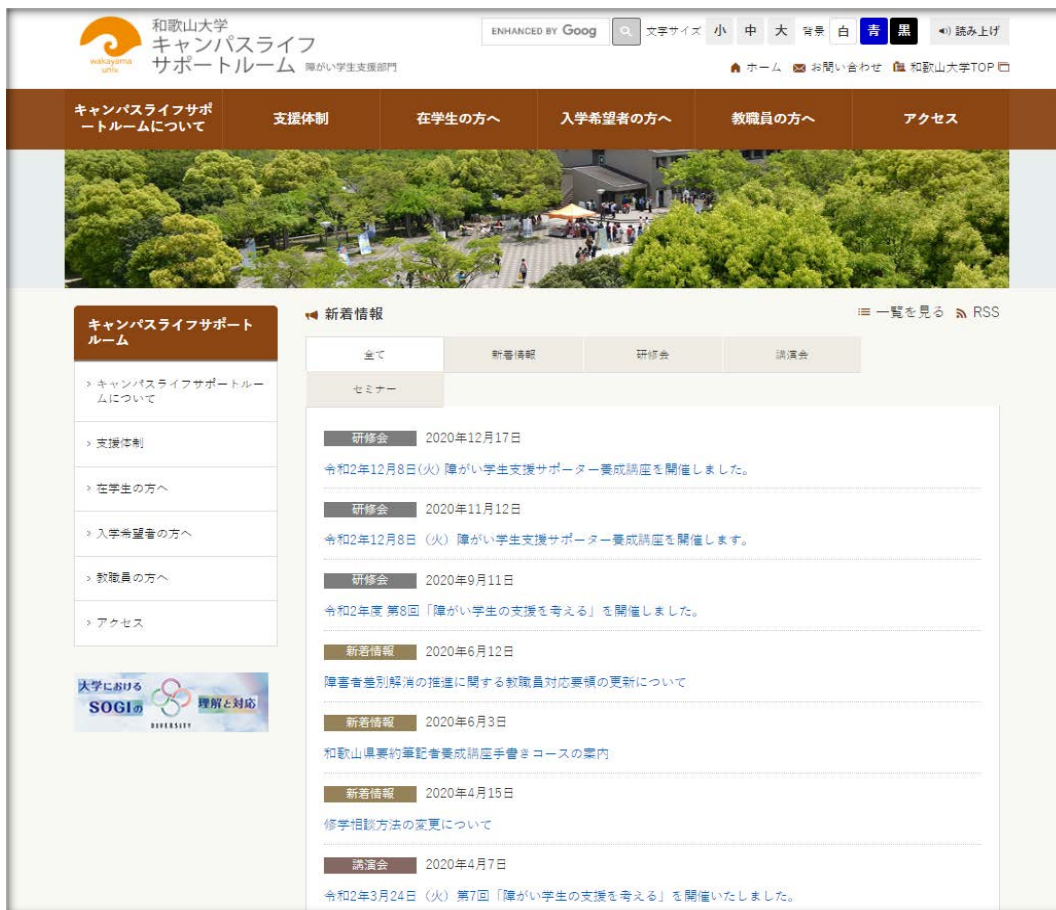 和歌山大学
キャンパスライフ
サポートルーム 障がい学生支援部門
wakayama
univ.
ENHANCED BY Goog
文字サイズ 小 中 大 背景 白 青 黒 読み上げ
ホーム お問い合わせ 和歌山大学TOP
キャンパスライフサポ
ートルームについて
支援体制
在学生の方へ
入学希望者の方へ
教職員の方へ
アクセス
キャンパスライフサポート
ルーム
> キャンパスライフサポートルー
ムについて
> 支援体制
> 在学生の方へ
> 入学希望者の方へ
> 教職員の方へ
> アクセス
大学における
SOGIの 理解と対応
DIVERSITY
新着情報
一覧を見る RSS
全て 新着情報 研修会 講演会
セミナー
研修会 2020年12月17日
令和2年12月8日(火) 障がい学生支援サポーター養成講座を開催しました。
研修会 2020年11月12日
令和2年12月8日（火）障がい学生支援サポーター養成講座を開催します。
研修会 2020年9月11日
令和2年度 第8回「障がい学生の支援を考える」を開催しました。
新着情報 2020年6月12日
障害者差別解消の推進に関する教職員対応要領の更新について
新着情報 2020年6月3日
和歌山県要約筆記者養成講座手書きコースの案内
新着情報 2020年4月15日
修学相談方法の変更について
講演会 2020年4月7日
令和2年3月24日（火）第7回「障がい学生の支援を考える」を開催いたしました。